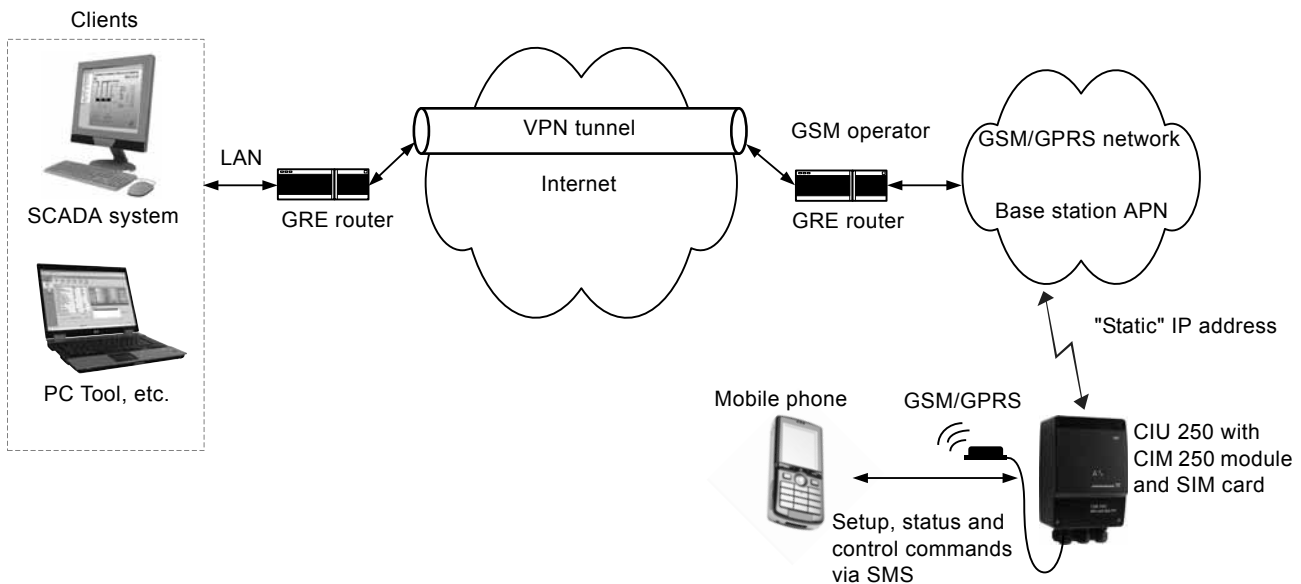 Clients
SCADA system
PC Tool, etc.
LAN
GRE router
VPN tunnel
Internet
GSM operator
GRE router
GSM/GPRS network
Base station APN
"Static" IP address
Mobile phone
GSM/GPRS
Setup, status and
control commands
via SMS
CIU 250 with
CIM 250 module
and SIM card